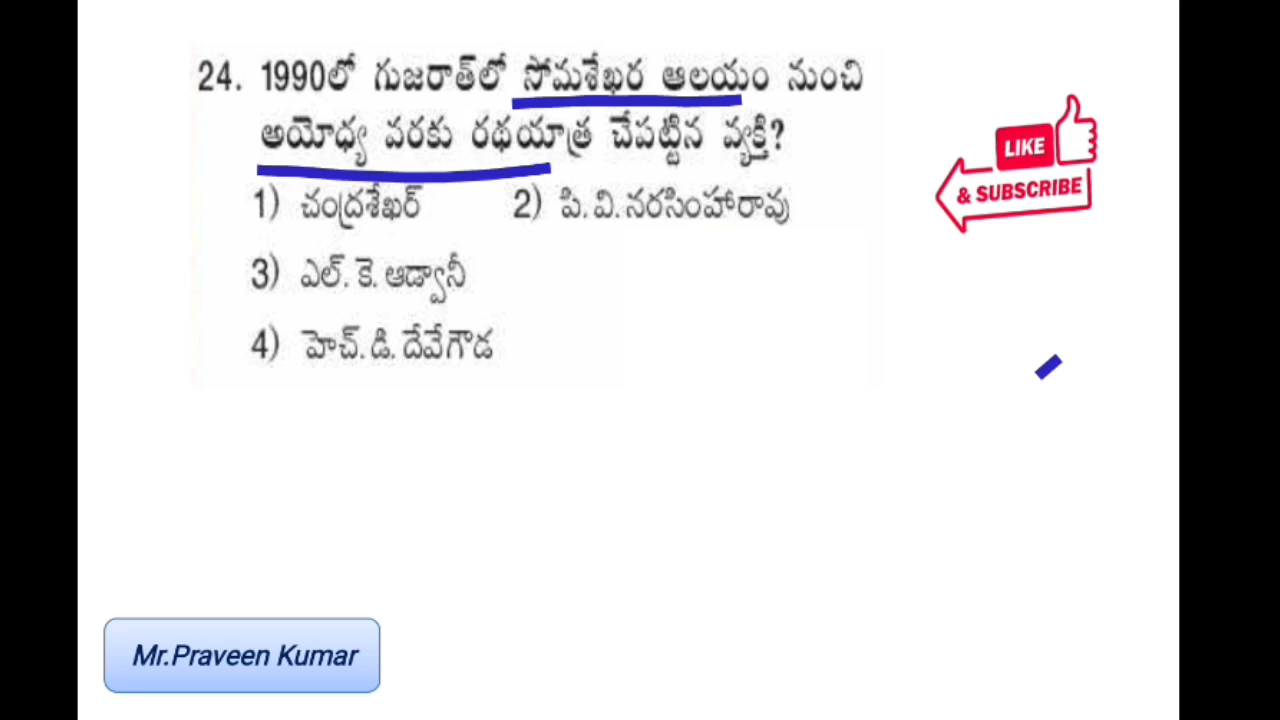 24. 1990లో గుజరాత్‌లో సోమశేఖర ఆలయం నుంచి
అయోధ్య వరకు రథయాత్ర చేపట్టిన వ్యక్తి?
1) చంద్రశేఖర్ 2) పి.వి.నరసింహారావు
3) ఎల్.కె.ఆడ్వానీ
4) హెచ్.డి.దేవేగౌడ
LIKE
& SUBSCRIBE
Mr.Praveen Kumar